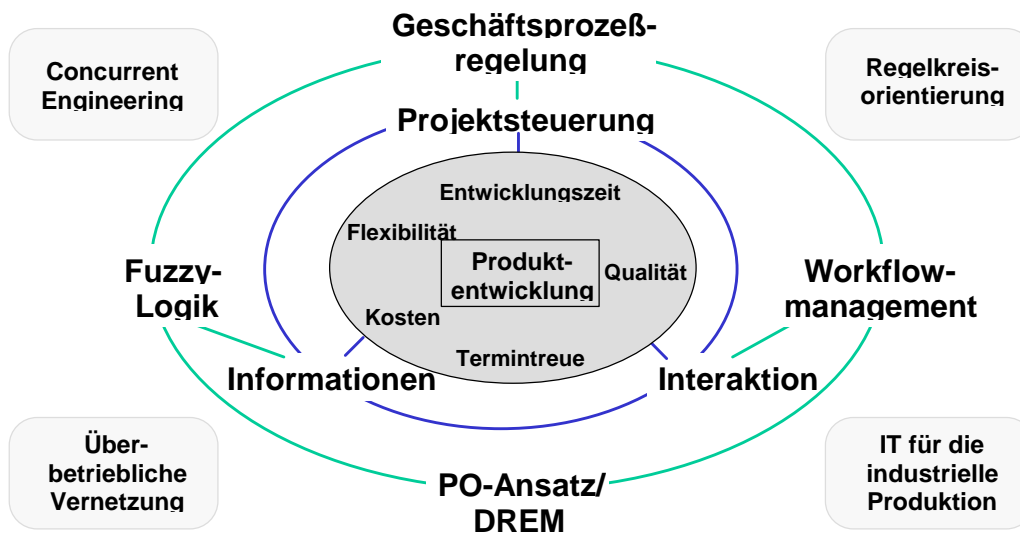 Geschäftsprozeß-
regelung
Concurrent
Engineering
Regelkreis-
orientierung
Projektsteuerung
Entwicklungszeit
Flexibilität
Produkt-
entwicklung
Qualität
Fuzzy-
Logik
Workflow-
management
Kosten
Termintreue
Informationen
Interaktion
Über-
betriebliche
Vernetzung
IT für die
industrielle
Produktion
PO-Ansatz/
DREM